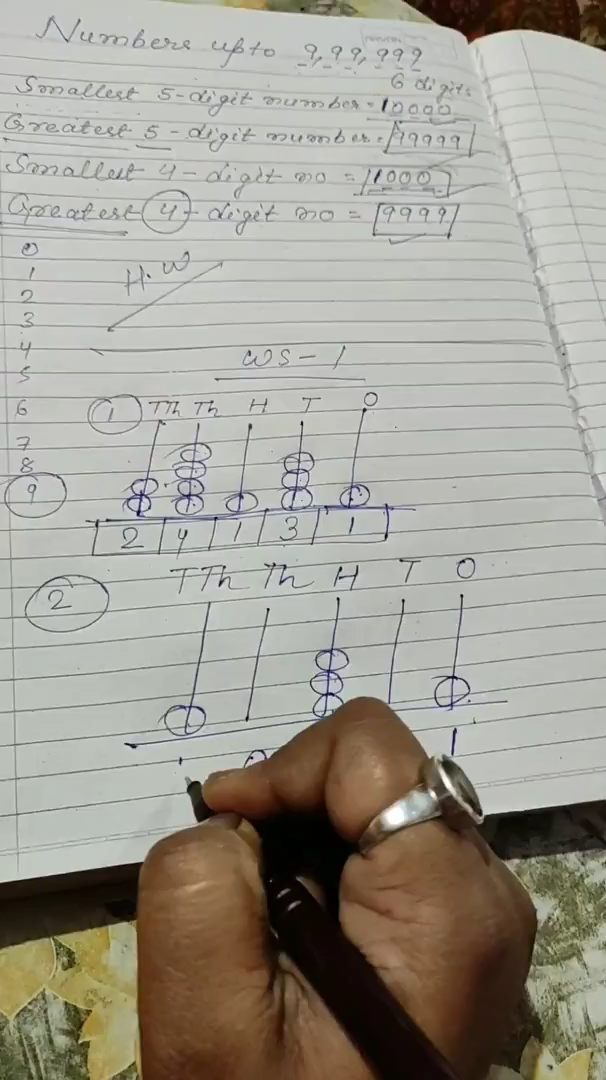 Numbers upto 9,99,999
6 digits
Smallest 5-digit number = 10000
Greatest 5-digit number = 99999
Smallest 4-digit no = 1000
Greatest 4-digit no = 9999
0
1
H.W
2
3
4
WS-1
5
6
1 TTh Th H T O
7
8
9
2 4 1 3 1
2 TTh Th H T O
1